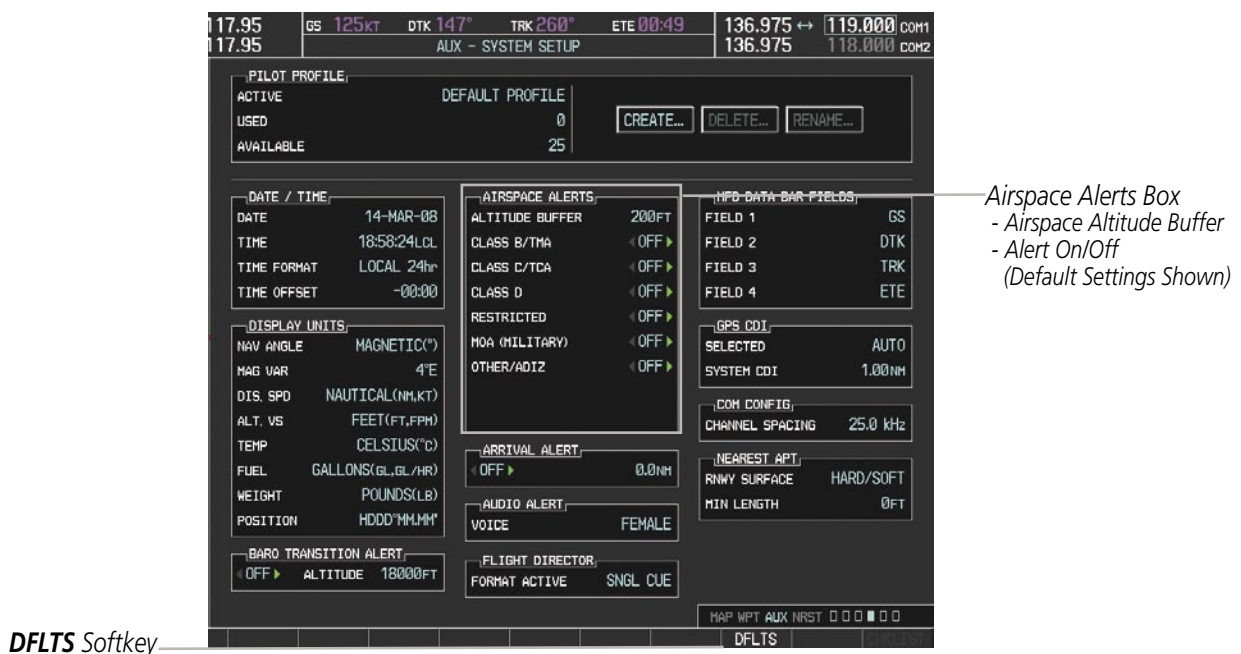 117.95 GS 125KT DTK 147° TRK 260° ETE 00:49 136.975 ↔ 119.000 COM1
117.95 AUX – SYSTEM SETUP 136.975 118.000 COM2
PILOT PROFILE
ACTIVE DEFAULT PROFILE
USED 0
AVAILABLE 25
CREATE... DELETE... RENAME...
DATE / TIME
DATE 14-MAR-08
TIME 18:58:24LCL
TIME FORMAT LOCAL 24hr
TIME OFFSET -00:00
DISPLAY UNITS
NAV ANGLE MAGNETIC(°)
MAG VAR 4°E
DIS, SPD NAUTICAL(NM,KT)
ALT, VS FEET(FT,FPM)
TEMP CELSIUS(°C)
FUEL GALLONS(GL,GL/HR)
WEIGHT POUNDS(LB)
POSITION HDDD°MM.MM'
BARO TRANSITION ALERT
OFF ALTITUDE 18000FT
AIRSPACE ALERTS
ALTITUDE BUFFER 200FT
CLASS B/TMA OFF
CLASS C/TCA OFF
CLASS D OFF
RESTRICTED OFF
MOA (MILITARY) OFF
OTHER/ADIZ OFF
ARRIVAL ALERT
OFF 0.0NM
AUDIO ALERT
VOICE FEMALE
FLIGHT DIRECTOR
FORMAT ACTIVE SNGL CUE
MFD DATA BAR FIELDS
FIELD 1 GS
FIELD 2 DTK
FIELD 3 TRK
FIELD 4 ETE
GPS CDI
SELECTED AUTO
SYSTEM CDI 1.00NM
COM CONFIG
CHANNEL SPACING 25.0 kHz
NEAREST APT
RNWY SURFACE HARD/SOFT
MIN LENGTH 0FT
MAP WPT AUX NRST
DFLTS CHKLIST
Airspace Alerts Box
- Airspace Altitude Buffer
- Alert On/Off
(Default Settings Shown)
DFLTS Softkey